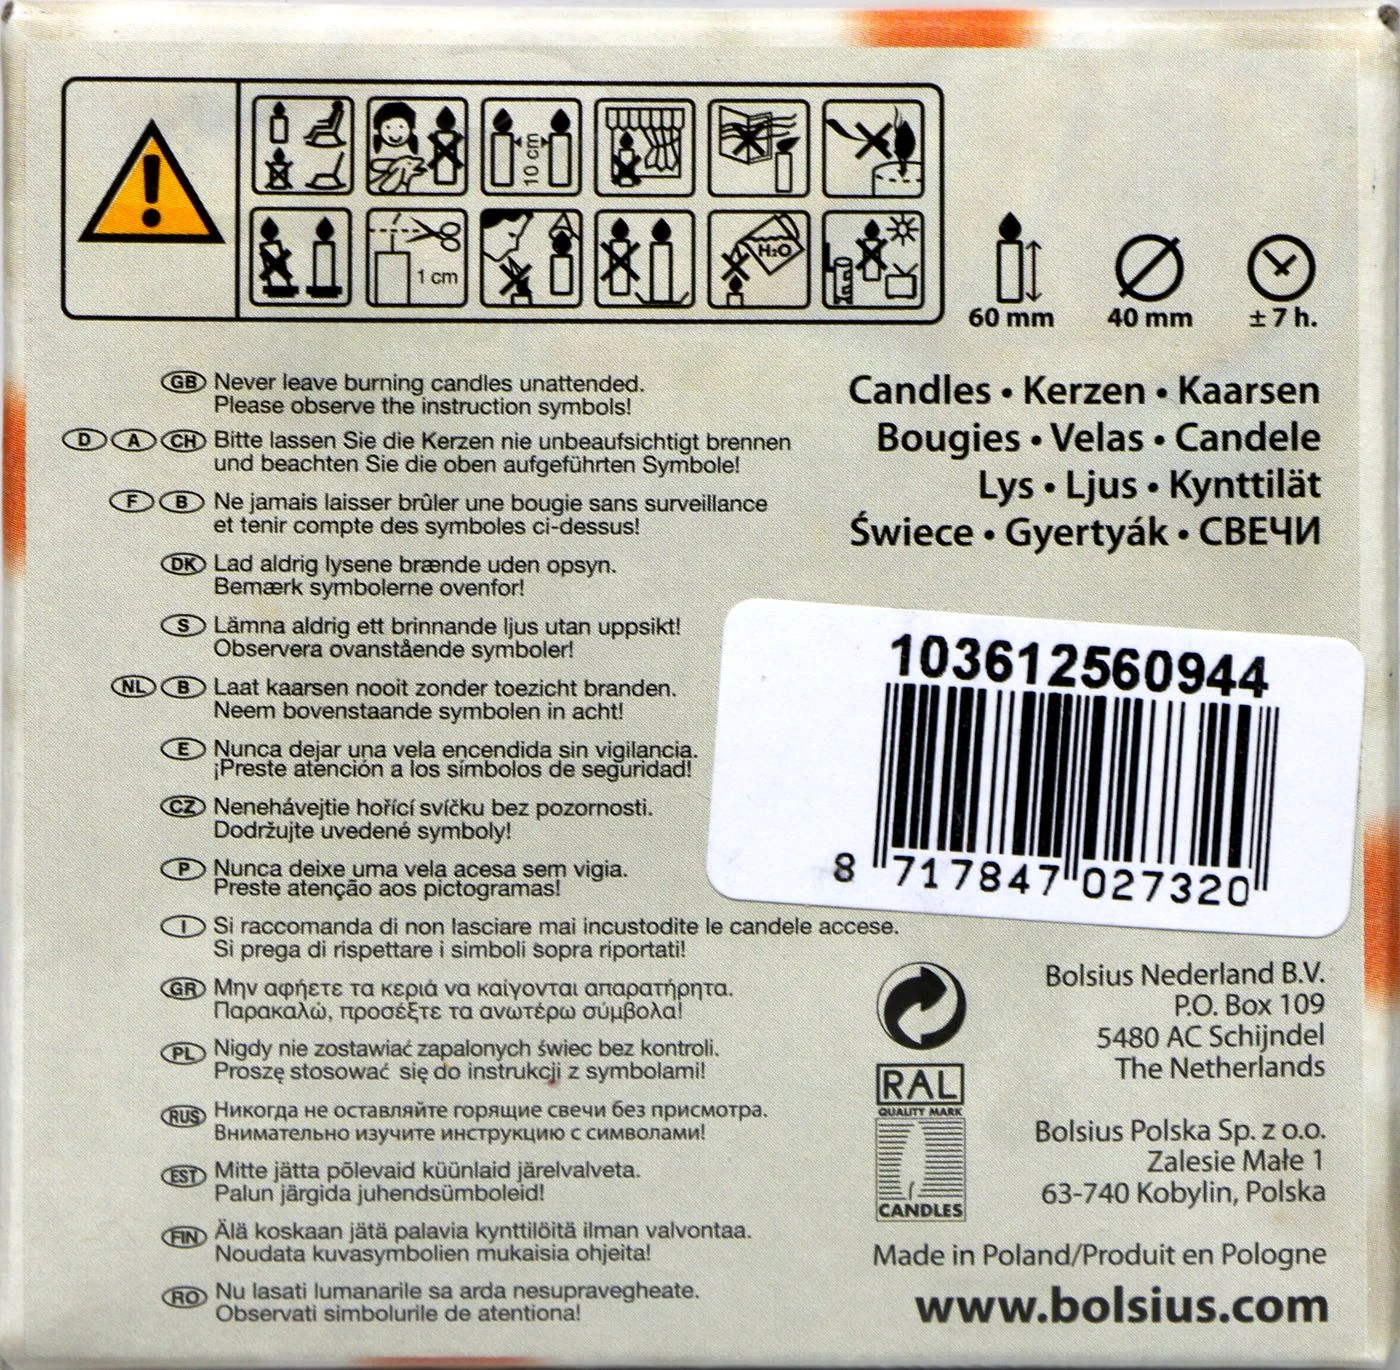 10 cm
1 cm
H₂O
60 mm
40 mm
± 7 h.
GB Never leave burning candles unattended.
Please observe the instruction symbols!
D A CH Bitte lassen Sie die Kerzen nie unbeaufsichtigt brennen
und beachten Sie die oben aufgeführten Symbole!
F B Ne jamais laisser brûler une bougie sans surveillance
et tenir compte des symboles ci-dessus!
DK Lad aldrig lysene brænde uden opsyn.
Bemærk symbolerne ovenfor!
S Lämna aldrig ett brinnande ljus utan uppsikt!
Observera ovanstående symboler!
NL B Laat kaarsen nooit zonder toezicht branden.
Neem bovenstaande symbolen in acht!
E Nunca dejar una vela encendida sin vigilancia.
¡Preste atención a los símbolos de seguridad!
CZ Nenehávejtie hořící svíčku bez pozornosti.
Dodržujte uvedené symboly!
P Nunca deixe uma vela acesa sem vigia.
Preste atenção aos pictogramas!
I Si raccomanda di non lasciare mai incustodite le candele accese.
Si prega di rispettare i simboli sopra riportati!
GR Μην αφήετε τα κεριά να καίγονται απαρατήρητα.
Παρακαλώ, προσέξτε τα ανωτέρω σύμβολα!
PL Nigdy nie zostawiać zapalonych świec bez kontroli.
Proszę stosować się do instrukcji z symbolami!
RUS Никогда не оставляйте горящие свечи без присмотра.
Внимательно изучите инструкцию с символами!
EST Mitte jätta põlevaid küünlaid järelvalveta.
Palun järgida juhendsümboleid!
FIN Älä koskaan jätä palavia kynttilöitä ilman valvontaa.
Noudata kuvasymbolien mukaisia ohjeita!
RO Nu lasati lumanarile sa arda nesupravegheate.
Observati simbolurile de atentiona!
Candles • Kerzen • Kaarsen
Bougies • Velas • Candele
Lys • Ljus • Kynttilät
Świece • Gyertyák • СВЕЧИ
103612560944
8 717847 027320
RAL
QUALITY MARK
CANDLES
Bolsius Nederland B.V.
P.O. Box 109
5480 AC Schijndel
The Netherlands
Bolsius Polska Sp. z o.o.
Zalesie Małe 1
63-740 Kobylin, Polska
Made in Poland/Produit en Pologne
www.bolsius.com